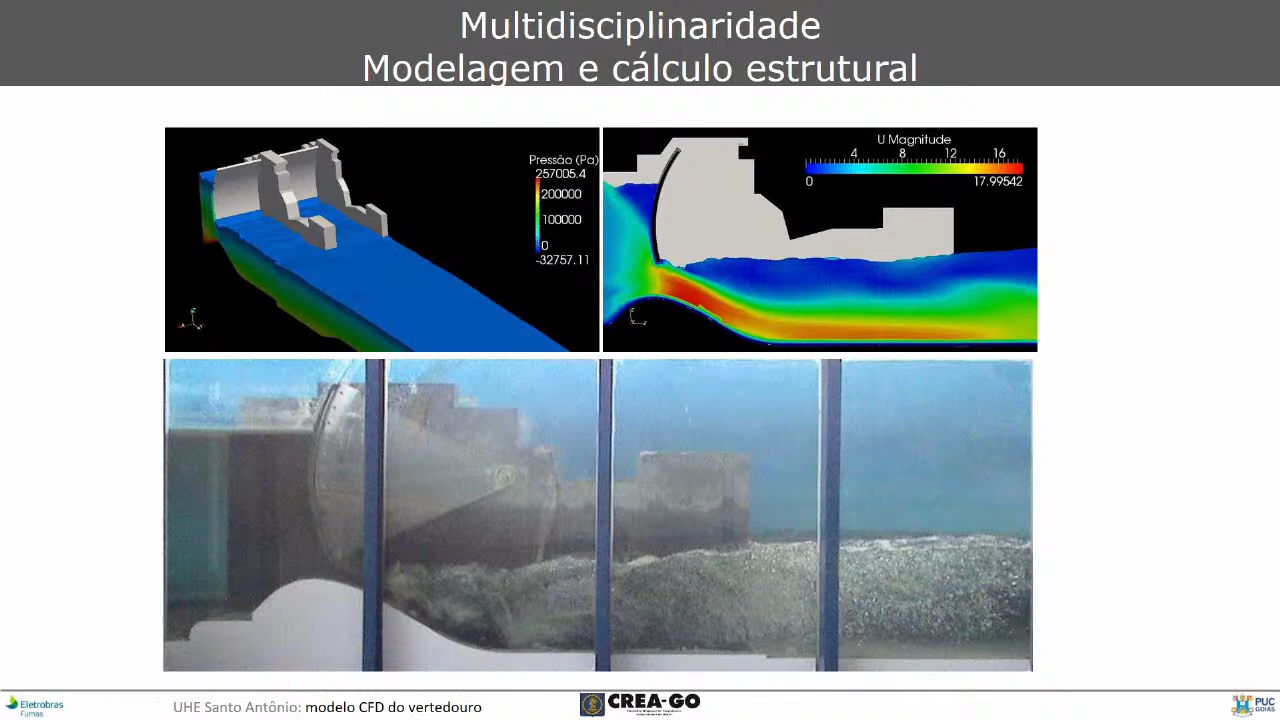 Multidisciplinaridade
Modelagem e cálculo estrutural
Pressão (Pa)
257005.4
200000
100000
0
-32757.11
U Magnitude
4 8 12 16
0 17.99542
Eletrobras
Furnas
UHE Santo Antônio: modelo CFD do vertedouro
CREA-GO
PUC
GOIÁS